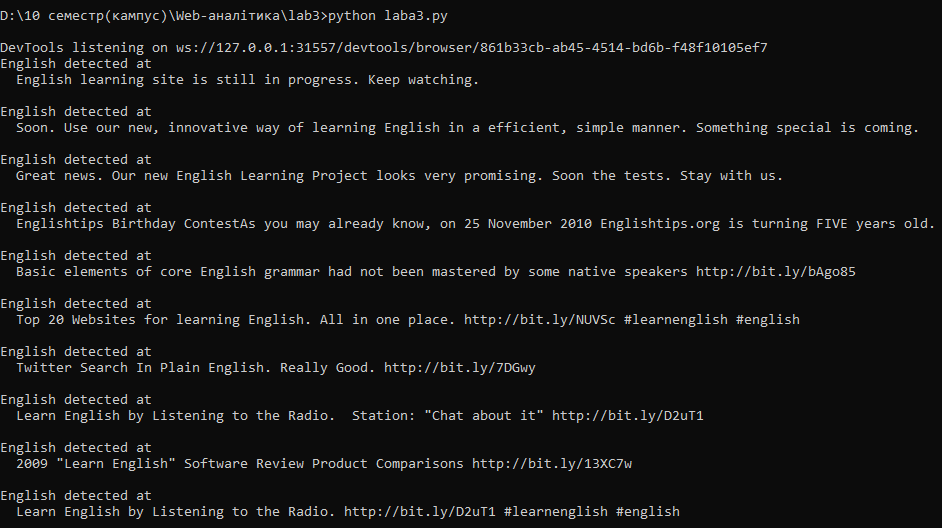 D:\10 семестр(кампус)\Web-аналітика\lab3>python laba3.py
DevTools listening on ws://127.0.0.1:31557/devtools/browser/861b33cb-ab45-4514-bd6b-f48f10105ef7
English detected at
English learning site is still in progress. Keep watching.
English detected at
Soon. Use our new, innovative way of learning English in a efficient, simple manner. Something special is coming.
English detected at
Great news. Our new English Learning Project looks very promising. Soon the tests. Stay with us.
English detected at
Englishtips Birthday ContestAs you may already know, on 25 November 2010 Englishtips.org is turning FIVE years old.
English detected at
Basic elements of core English grammar had not been mastered by some native speakers http://bit.ly/bAgo85
English detected at
Top 20 Websites for learning English. All in one place. http://bit.ly/NUVSc #learnenglish #english
English detected at
Twitter Search In Plain English. Really Good. http://bit.ly/7DGwy
English detected at
Learn English by Listening to the Radio.  Station: "Chat about it" http://bit.ly/D2uT1
English detected at
2009 "Learn English" Software Review Product Comparisons http://bit.ly/13XC7w
English detected at
Learn English by Listening to the Radio. http://bit.ly/D2uT1 #learnenglish #english